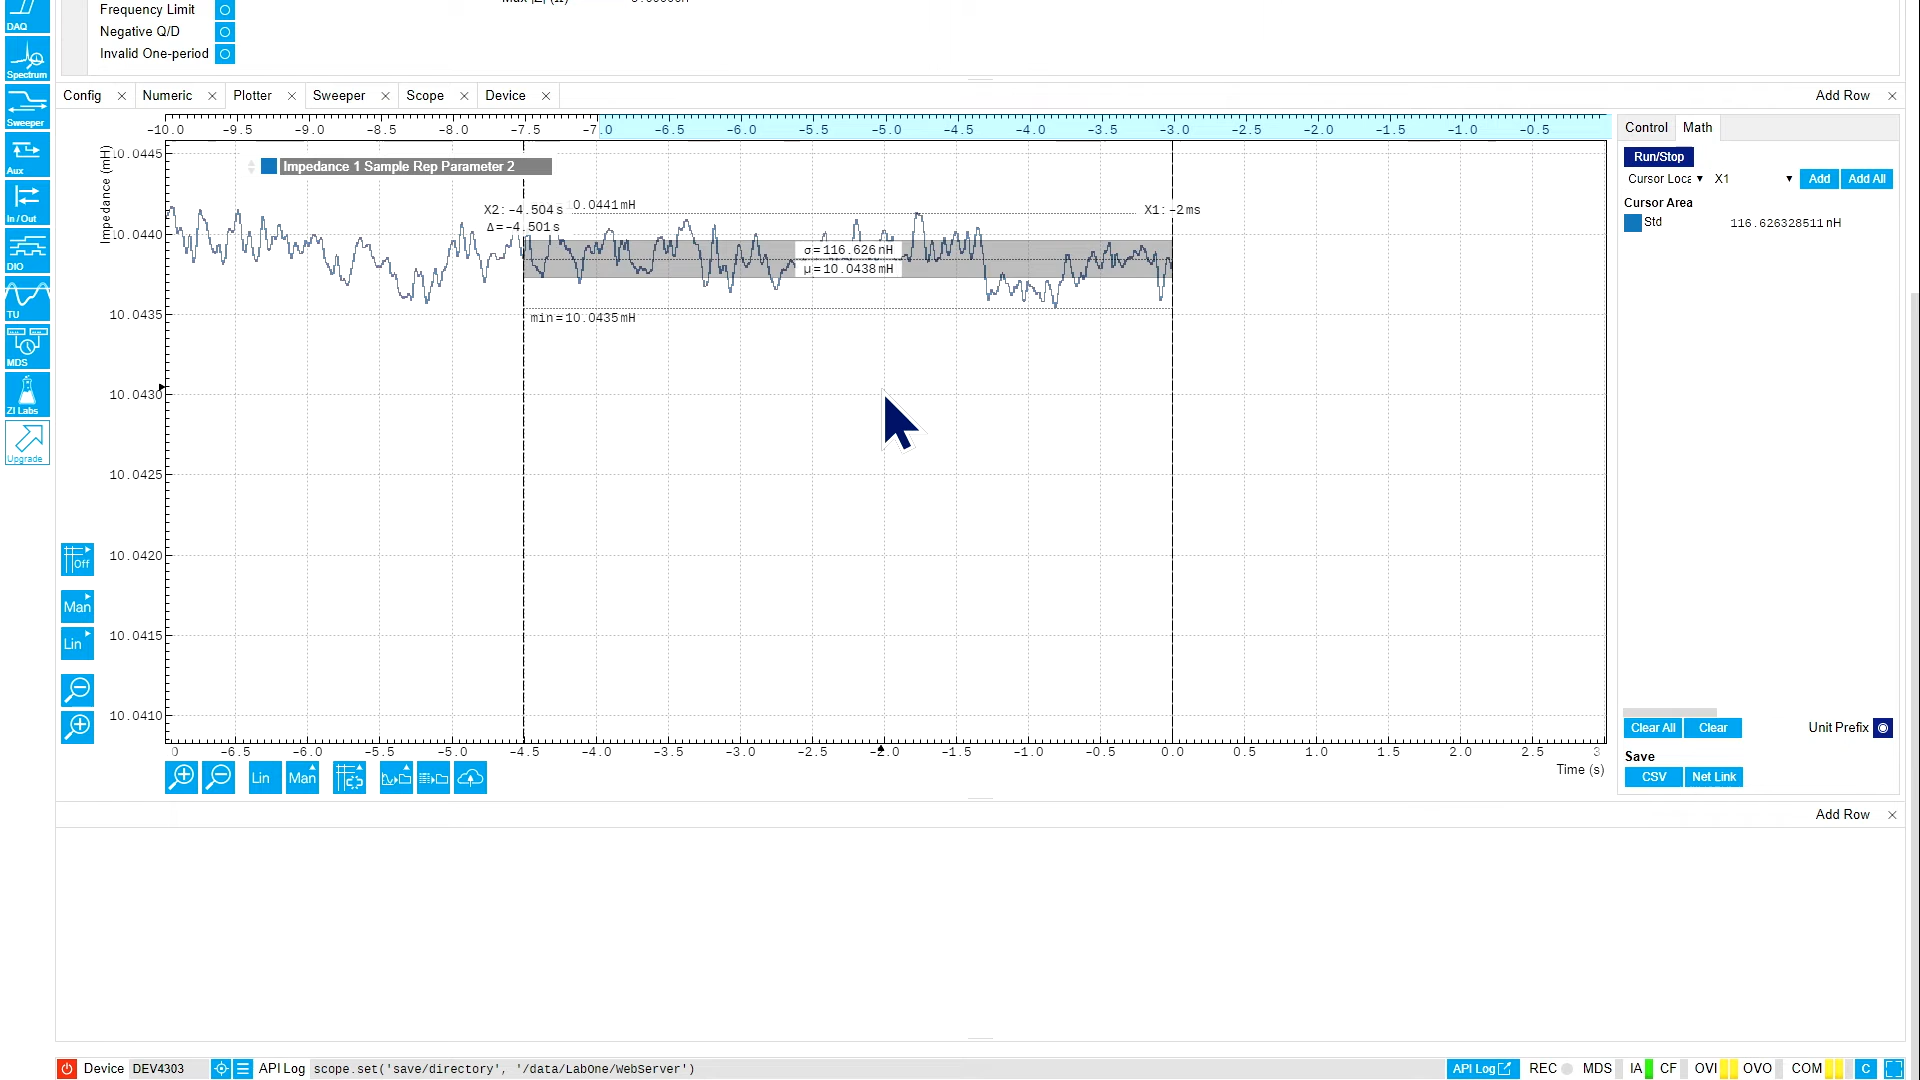 DAQ
Frequency Limit
Negative Q/D
Invalid One-period
Spectrum
Config × Numeric × Plotter × Sweeper × Scope × Device ×
Add Row ×
Sweeper
-10.0 -9.5 -9.0 -8.5 -8.0 -7.5 -7.0 -6.5 -6.0 -5.5 -5.0 -4.5 -4.0 -3.5 -3.0 -2.5 -2.0 -1.5 -1.0 -0.5
Control Math
Run/Stop
Aux
Impedance (mH)
10.0445
Impedance 1 Sample Rep Parameter 2
X1
Add
Add All
Cursor Area
Std
116.626328511 nH
In/Out
X2: -4.504 s
Δ=-4.501 s
X1: -2 ms
10.0440
σ=116.626 nH
μ=10.0438 mH
DIO
TU
10.0435
min=10.0435 mH
MDS
10.0430
ZI Labs
Upgrade
10.0425
10.0420
Off
Man
Lin
10.0415
10.0410
Clear All
Clear
Unit Prefix
-6.5 -6.0 -5.5 -5.0 -4.5 -4.0 -3.5 -3.0 -2.5 -2.0 -1.5 -1.0 -0.5 0.0 0.5 1.0 1.5 2.0 2.5
Time (s)
Save
CSV
Net Link
Lin
Man
Add Row ×
Device DEV4303
API Log scope.set('save/directory', '/data/LabOne/WebServer')
API Log
REC MDS IA CF OVI OVO COM C